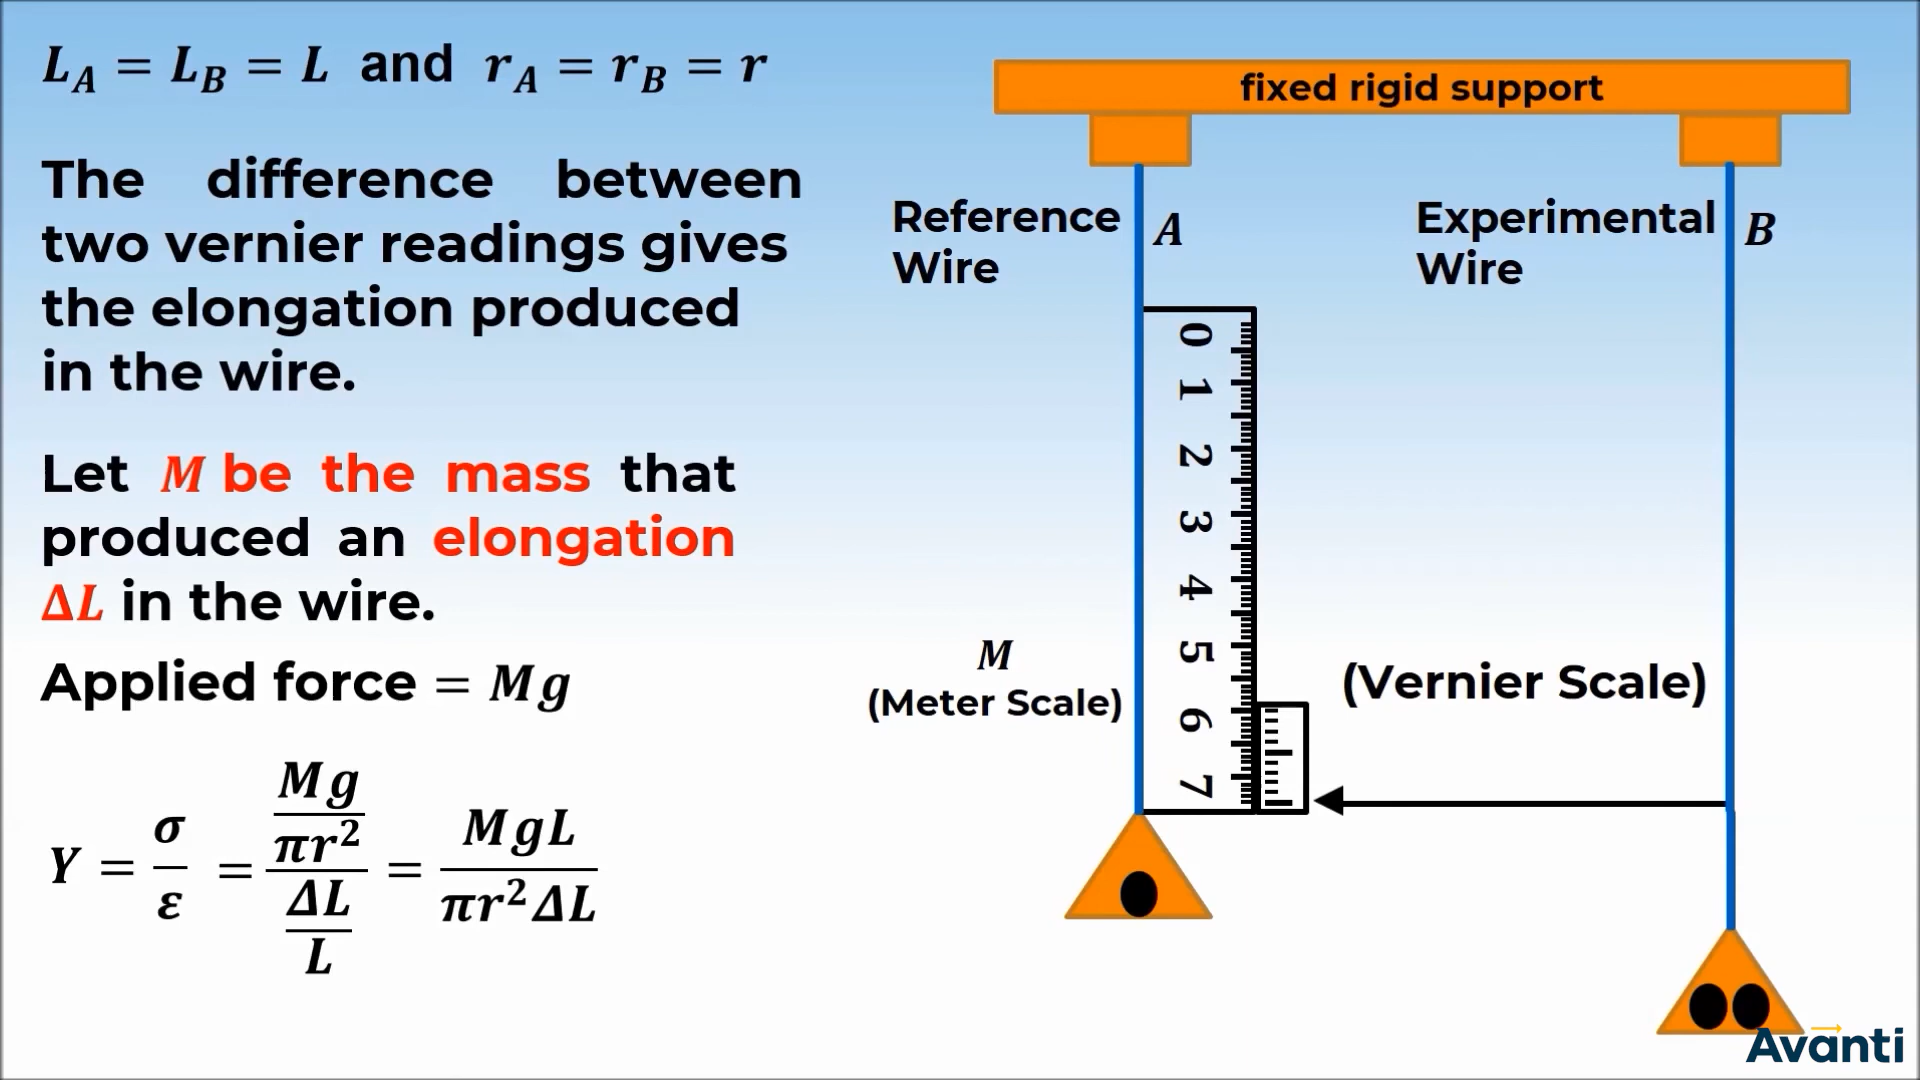 L_A = L_B = L and r_A = r_B = r
The difference between
two vernier readings gives
the elongation produced
in the wire.
Let M be the mass that
produced an elongation
ΔL in the wire.
Applied force = Mg
Y = σ/ε = (Mg/πr²)/(ΔL/L) = MgL/πr²ΔL
fixed rigid support
Reference
Wire
A
Experimental
Wire
B
0
1
2
3
4
5
6
7
M
(Meter Scale)
(Vernier Scale)
Avanti